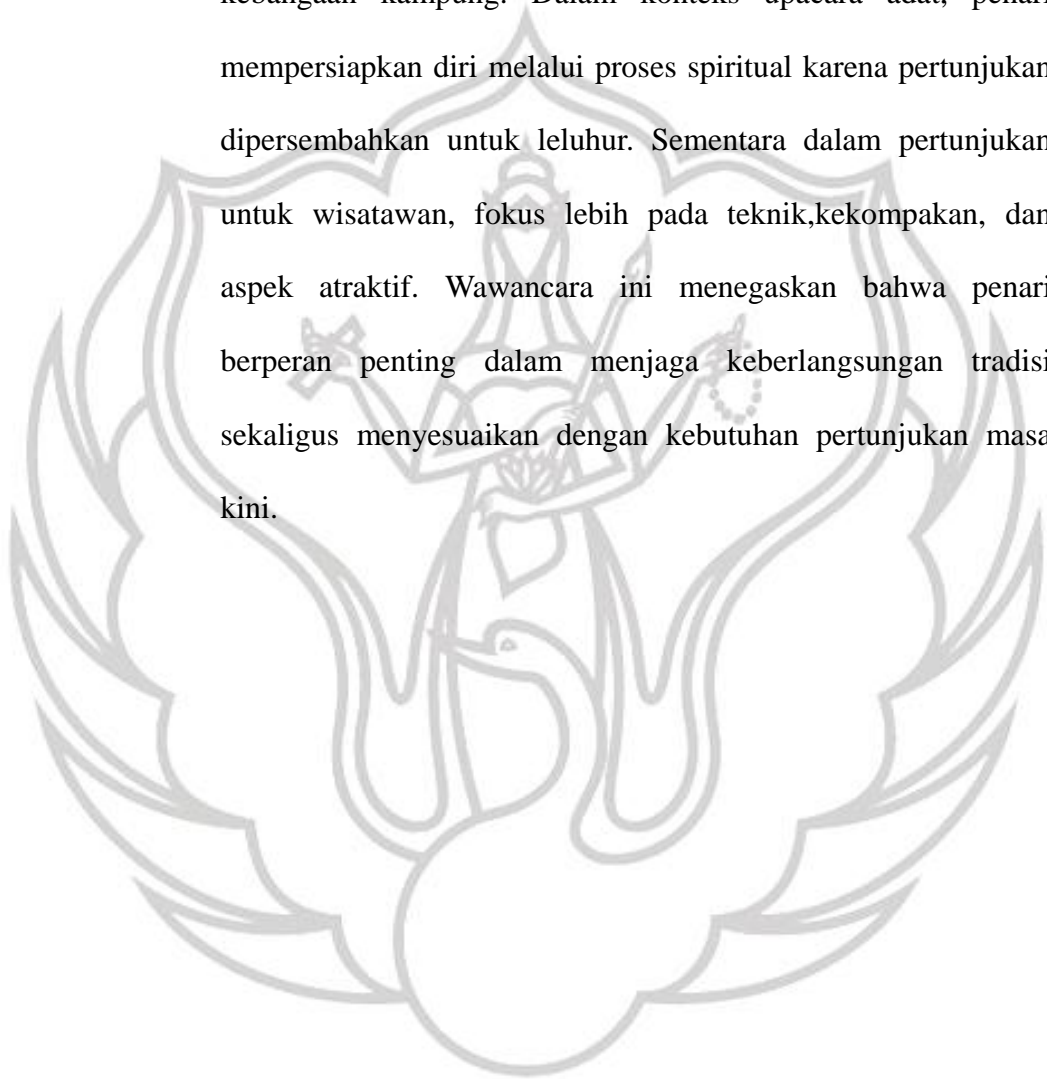 kebangaan kampung. Dalam konteks upacara adat, penari
mempersiapkan diri melalui proses spiritual karena pertunjukan
dipersembahkan untuk leluhur. Sementara dalam pertunjukan
untuk wisatawan, fokus lebih pada teknik,kekompakan, dan
aspek atraktif. Wawancara ini menegaskan bahwa penari
berperan penting dalam menjaga keberlangsungan tradisi
sekaligus menyesuaikan dengan kebutuhan pertunjukan masa
kini.